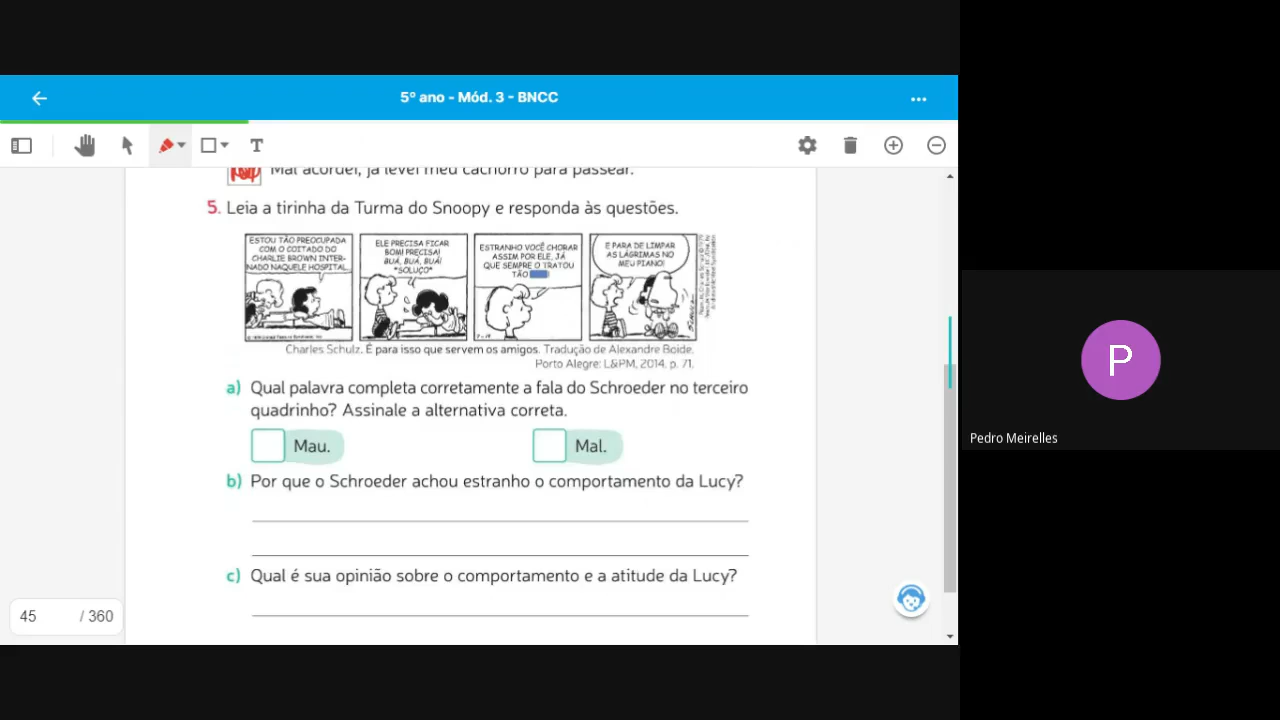 5º ano - Mód. 3 - BNCC
T
Mal acordei, já levei meu cachorro para passear.
5. Leia a tirinha da Turma do Snoopy e responda às questões.
ESTOU TÃO PREOCUPADA
COM O COITADO DO
CHARLIE BROWN INTER-
NADO NAQUELE HOSPITAL.
ELE PRECISA FICAR
BOM! PRECISA!
BUÁ, BUÁ, BUÁ!
*SOLUÇO*
ESTRANHO VOCÊ CHORAR
ASSIM POR ELE, JÁ
QUE SEMPRE O TRATOU
TÃO
E PARA DE LIMPAR
AS LÁGRIMAS NO
MEU PIANO!
Charles Schulz. É para isso que servem os amigos. Tradução de Alexandre Boide.
Porto Alegre: L&PM, 2014. p. 71.
a) Qual palavra completa corretamente a fala do Schroeder no terceiro
quadrinho? Assinale a alternativa correta.
Mau.
Mal.
b) Por que o Schroeder achou estranho o comportamento da Lucy?
c) Qual é sua opinião sobre o comportamento e a atitude da Lucy?
45 / 360
P
Pedro Meirelles